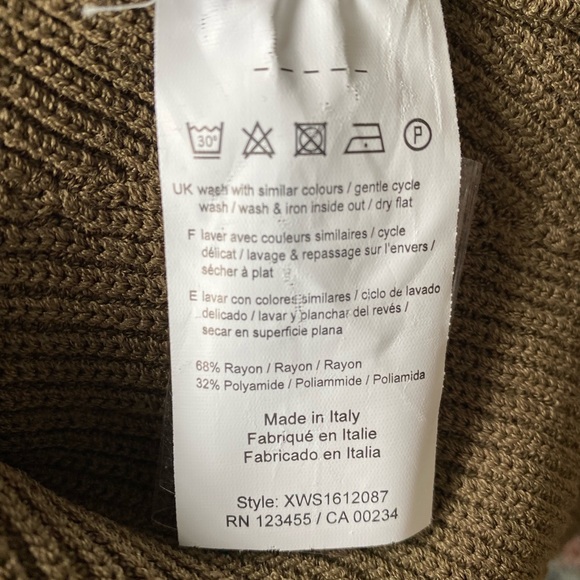 30°
P
UK wash with similar colours / gentle cycle
wash / wash & iron inside out / dry flat
F laver avec couleurs similaires / cycle
délicat / lavage & repassage sur l'envers /
sécher à plat
E lavar con colores similares / ciclo de lavado
delicado / lavar y planchar del revés /
secar en superficie plana
68% Rayon / Rayon / Rayon
32% Polyamide / Poliammide / Poliamida
Made in Italy
Fabriqué en Italie
Fabricado en Italia
Style: XWS1612087
RN 123455 / CA 00234